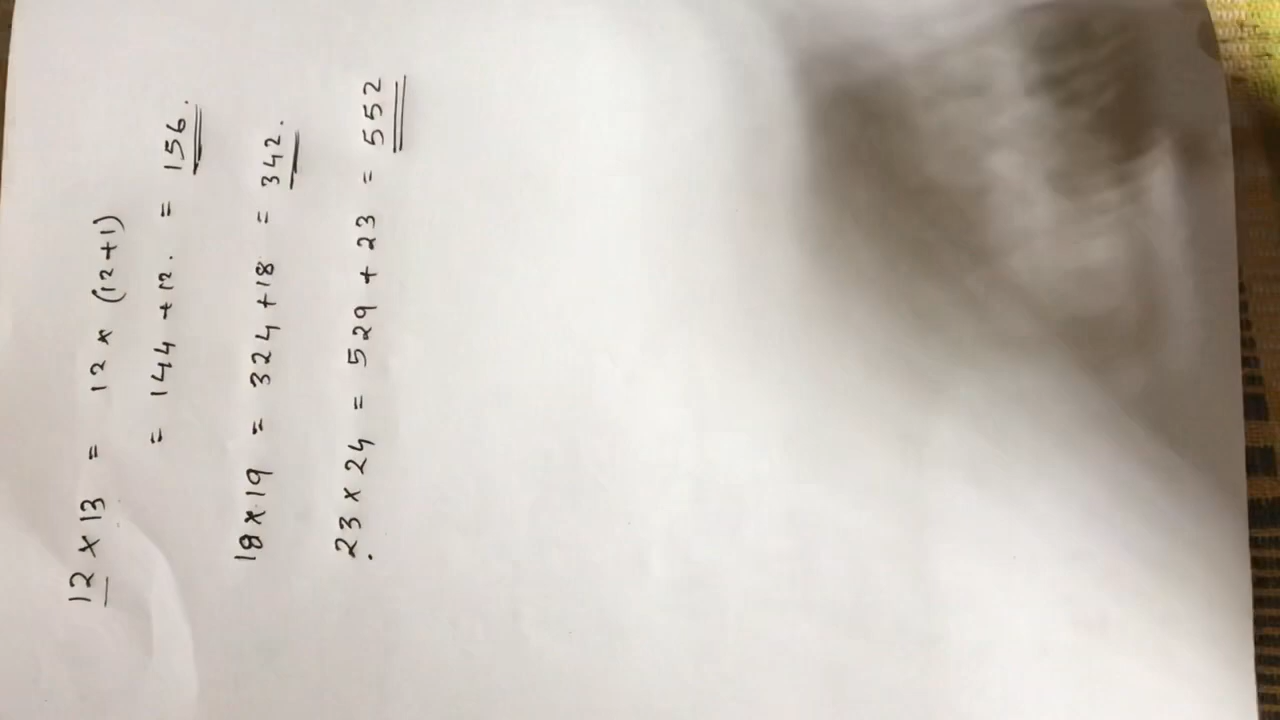 12 × 13 = 12 × (12+1)
= 144 + 12. = 156.
18 × 19 = 324 + 18 = 342.
23 × 24 = 529 + 23 = 552